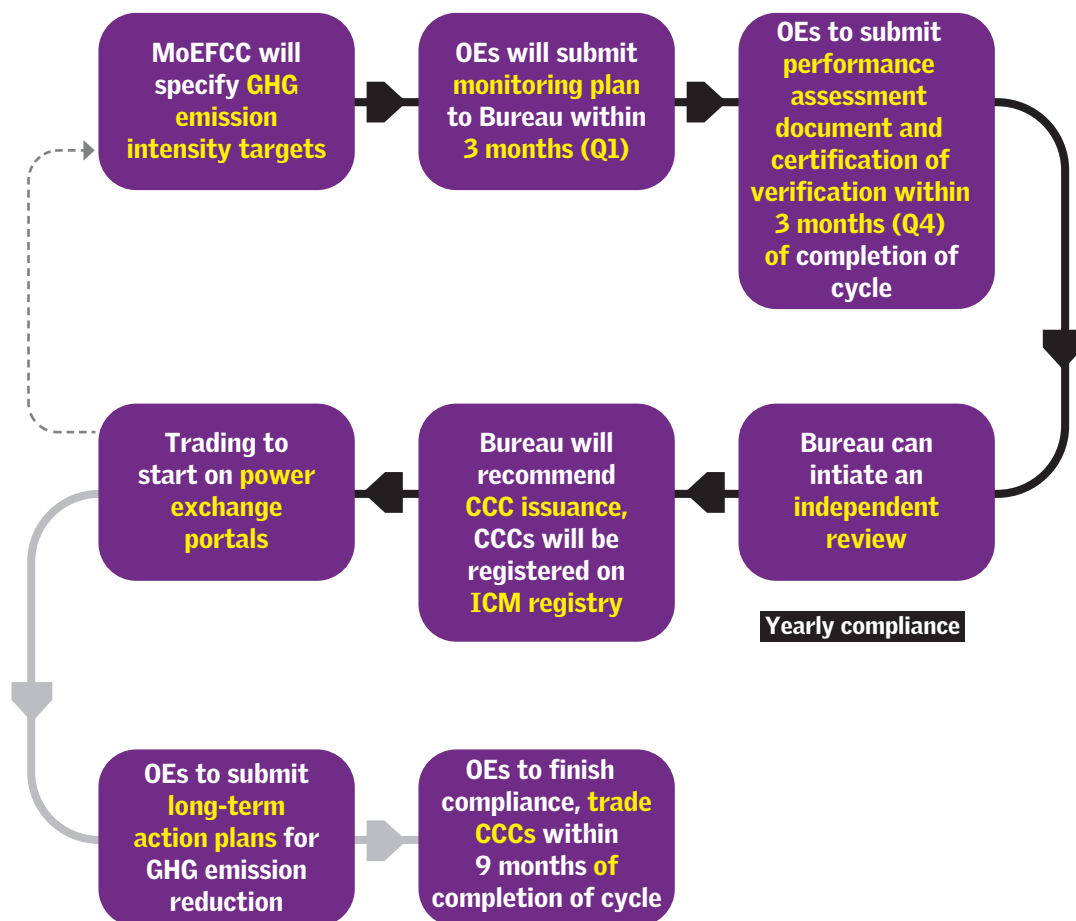 MoEFCC will
specify GHG
emission
intensity targets
OEs will submit
monitoring plan
to Bureau within
3 months (Q1)
OEs to submit
performance
assessment
document and
certification of
verification within
3 months (Q4)
of completion of
cycle
Bureau can
intiate an
independent
review
Bureau will
recommend
CCC issuance,
CCCs will be
registered on
ICM registry
Trading to
start on power
exchange
portals
Yearly compliance
OEs to submit
long-term
action plans for
GHG emission
reduction
OEs to finish
compliance, trade
CCCs within
9 months of
completion of cycle